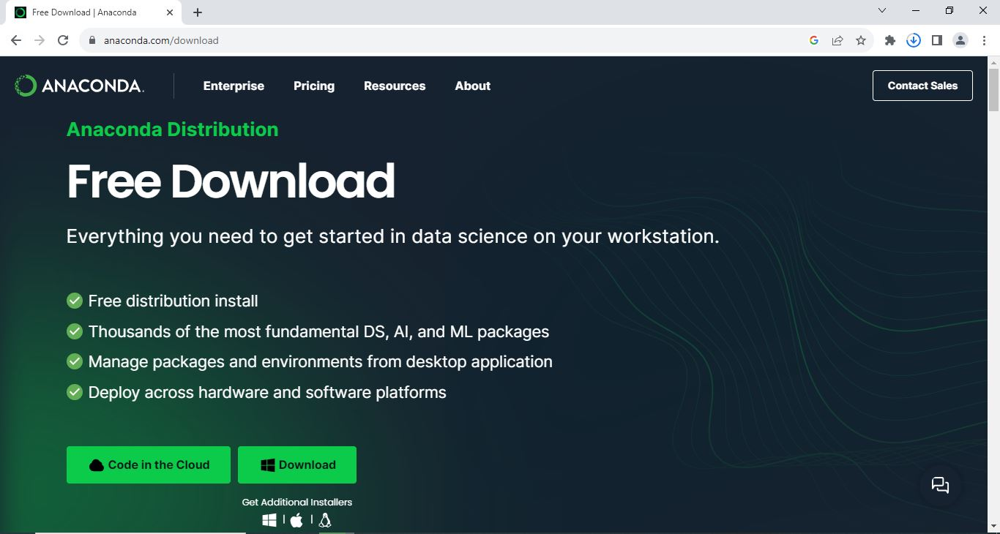 Free Download | Anaconda
anaconda.com/download
ANACONDA.
Enterprise
Pricing
Resources
About
Contact Sales
Anaconda Distribution
Free Download
Everything you need to get started in data science on your workstation.
Free distribution install
Thousands of the most fundamental DS, AI, and ML packages
Manage packages and environments from desktop application
Deploy across hardware and software platforms
Code in the Cloud
Download
Get Additional Installers